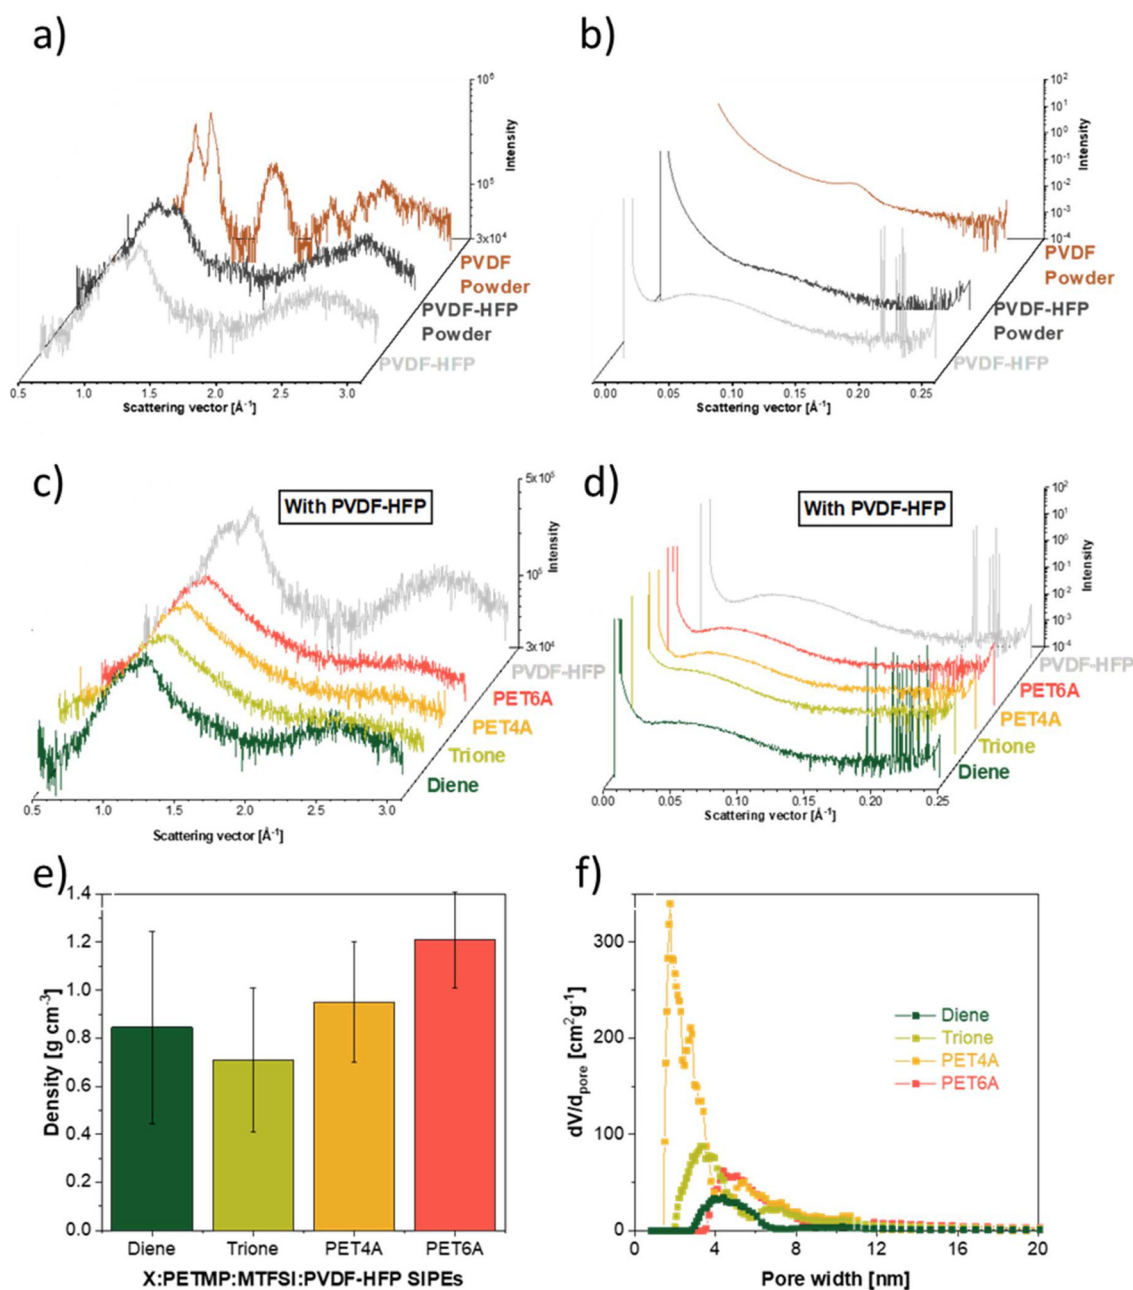 a)
10⁶
Intensity
10⁵
3x10⁴
PVDF
Powder
PVDF-HFP
Powder
PVDF-HFP
0.5 1.0 1.5 2.0 2.5 3.0
Scattering vector [Å⁻¹]
b)
10²
10¹
10⁰
10⁻¹
10⁻²
10⁻³
10⁻⁴
Intensity
PVDF
Powder
PVDF-HFP
Powder
PVDF-HFP
0.00 0.05 0.10 0.15 0.20 0.25
Scattering vector [Å⁻¹]
c)
With PVDF-HFP
5x10⁵
Intensity
10⁵
3x10⁴
PVDF-HFP
PET6A
PET4A
Trione
Diene
0.5 1.0 1.5 2.0 2.5 3.0
Scattering vector [Å⁻¹]
d)
With PVDF-HFP
10²
10¹
10⁰
10⁻¹
10⁻²
10⁻³
10⁻⁴
Intensity
PVDF-HFP
PET6A
PET4A
Trione
Diene
0.00 0.05 0.10 0.15 0.20 0.25
Scattering vector [Å⁻¹]
e)
Density [g cm⁻³]
1.4
1.2
1.0
0.8
0.6
0.4
0.2
0.0
Diene Trione PET4A PET6A
X:PETMP:MTFSI:PVDF-HFP SIPEs
f)
dV/d_pore [cm²g⁻¹]
300
200
100
0
Diene
Trione
PET4A
PET6A
0 4 8 12 16 20
Pore width [nm]